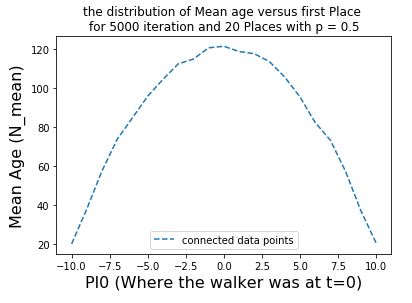 the distribution of Mean age versus first Place
for 5000 iteration and 20 Places with p = 0.5
120
100
80
60
40
20
Mean Age (N_mean)
connected data points
−10.0 −7.5 −5.0 −2.5 0.0 2.5 5.0 7.5 10.0
Pl0 (Where the walker was at t=0)